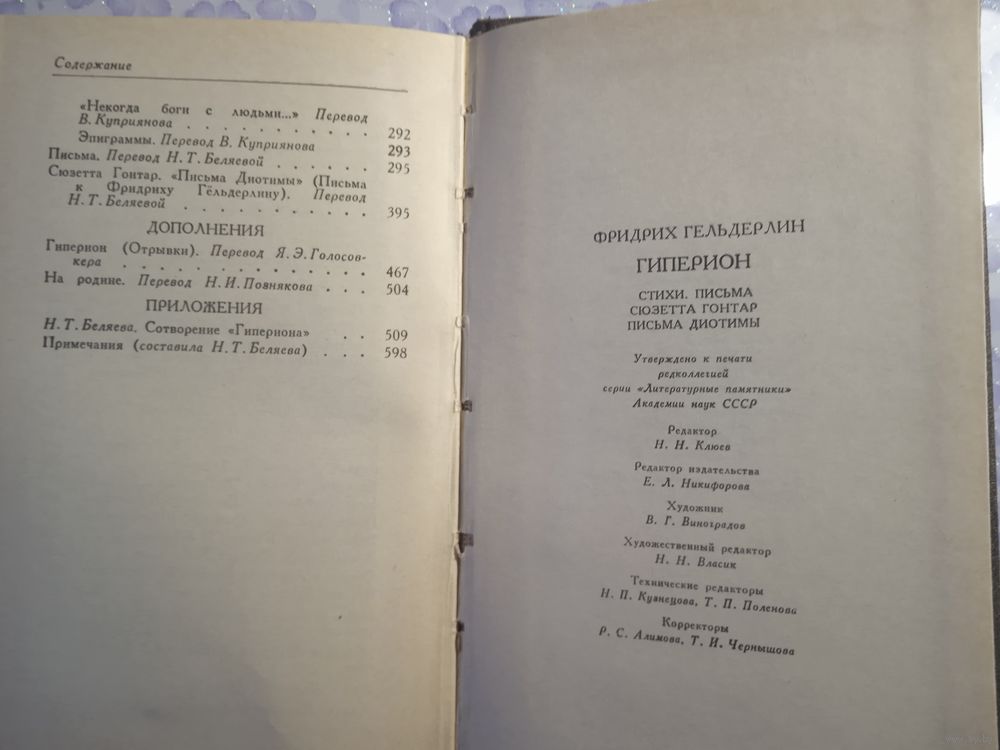 Содержание
«Некогда боги с людьми...» Перевод
В. Куприянова . . . . . . . . . . . 292
Эпиграммы. Перевод В. Куприянова 293
Письма. Перевод Н. Т. Беляевой . . . . . . 295
Сюзетта Гонтар. «Письма Диотимы» (Письма
к Фридриху Гёльдерлину). Перевод
Н. Т. Беляевой . . . . . . . . . . . 395
ДОПОЛНЕНИЯ
Гиперион (Отрывки). Перевод Я. Э. Голосов-
кера . . . . . . . . . . . . . 467
На родине. Перевод Н. И. Познякова . . . 504
ПРИЛОЖЕНИЯ
Н. Т. Беляева. Сотворение «Гипериона» . . 509
Примечания (составила Н. Т. Беляева) . . . 598
ФРИДРИХ ГЕЛЬДЕРЛИН
ГИПЕРИОН
СТИХИ. ПИСЬМА
СЮЗЕТТА ГОНТАР
ПИСЬМА ДИОТИМЫ
Утверждено к печати
редколлегией
серии «Литературные памятники»
Академии наук СССР
Редактор
Н. Н. Клюев
Редактор издательства
Е. Л. Никифорова
Художник
В. Г. Виноградов
Художественный редактор
Н. Н. Власик
Технические редакторы
Н. П. Кузнецова, Т. П. Поленова
Корректоры
Р. С. Алимова, Т. И. Чернышова